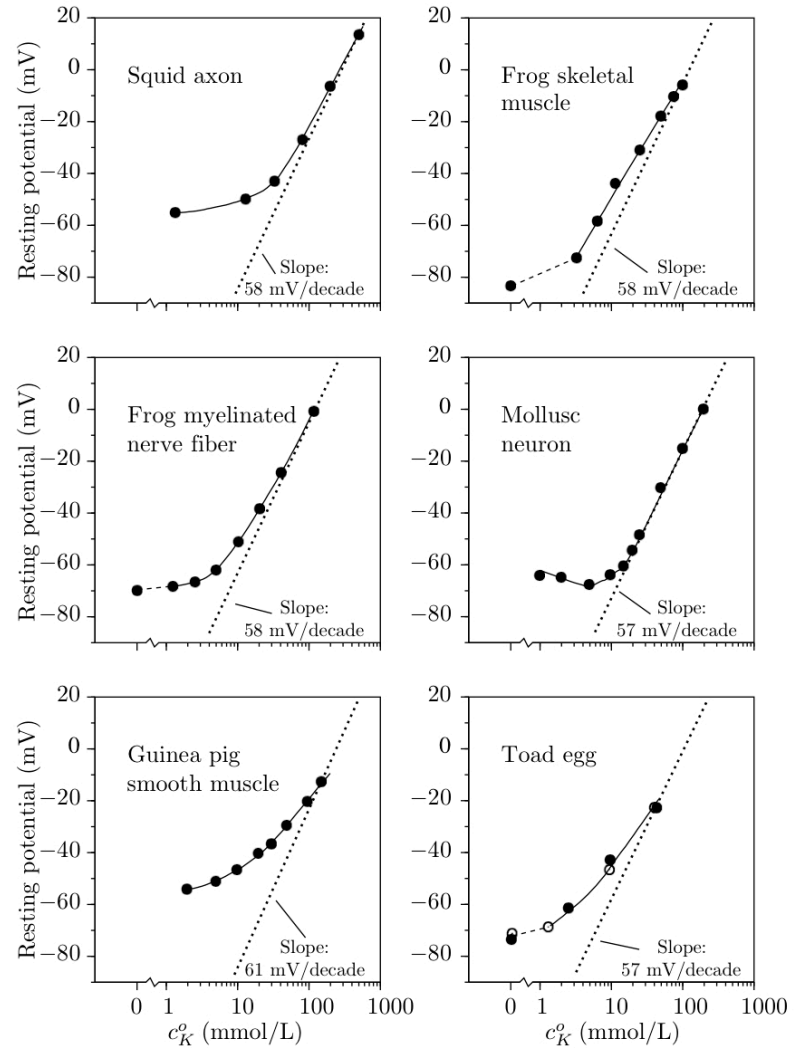 20
0
−20
−40
−60
−80
Resting potential (mV)
Squid axon
Slope:
58 mV/decade
20
0
−20
−40
−60
−80
Frog skeletal
muscle
Slope:
58 mV/decade
20
0
−20
−40
−60
−80
Resting potential (mV)
Frog myelinated
nerve fiber
Slope:
58 mV/decade
20
0
−20
−40
−60
−80
Mollusc
neuron
Slope:
57 mV/decade
20
0
−20
−40
−60
−80
Resting potential (mV)
Guinea pig
smooth muscle
Slope:
61 mV/decade
0 1 10 100 1000
c_K^o (mmol/L)
20
0
−20
−40
−60
−80
Toad egg
Slope:
57 mV/decade
0 1 10 100 1000
c_K^o (mmol/L)